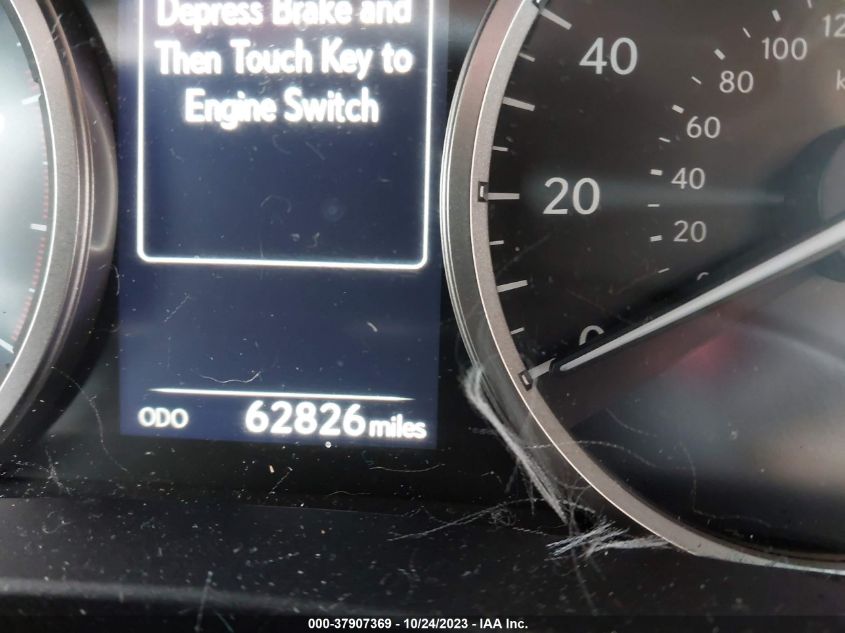 Depress Brake and
Then Touch Key to
Engine Switch
ODO 62826 miles
40
20
0
100
80
60
40
20
000-37907369 • 10/24/2023 - IAA Inc.